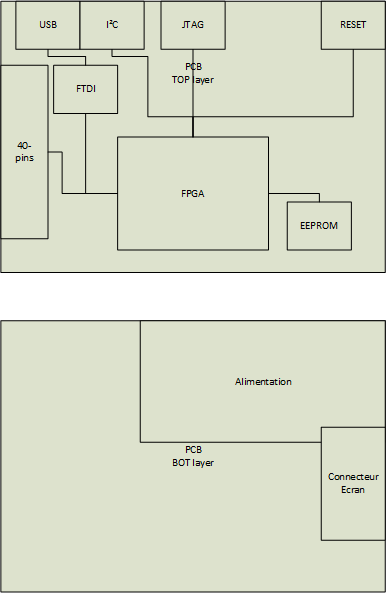 USB
I²C
JTAG
RESET
PCB
TOP layer
FTDI
40-
pins
FPGA
EEPROM
Alimentation
PCB
BOT layer
Connecteur
Ecran